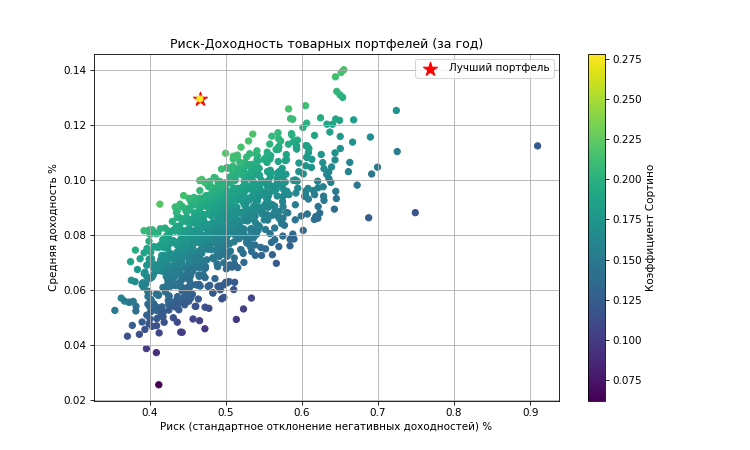 Риск-Доходность товарных портфелей (за год)
Лучший портфель
Средняя доходность %
0.14
0.12
0.10
0.08
0.06
0.04
0.02
0.4 0.5 0.6 0.7 0.8 0.9
Риск (стандартное отклонение негативных доходностей) %
0.275
0.250
0.225
0.200
0.175
0.150
0.125
0.100
0.075
Коэффициент Сортино